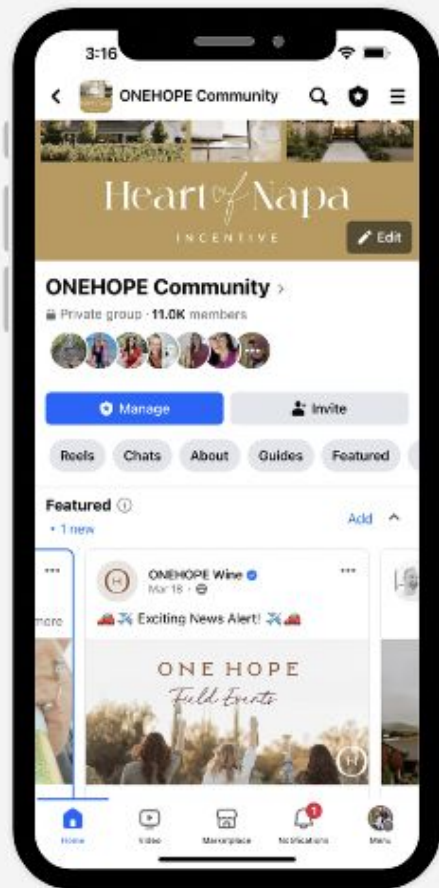 3:16
ONEHOPE Community
Heart of Napa
INCENTIVE
Edit
ONEHOPE Community >
Private group · 11.0K members
Manage
Invite
Reels
Chats
About
Guides
Featured
Featured
• 1 new
Add
ONEHOPE Wine
Mar 18 ·
more
Exciting News Alert!
ONE HOPE
Field Events
H
H
1
Home
Video
Marketplace
Notifications
Menu